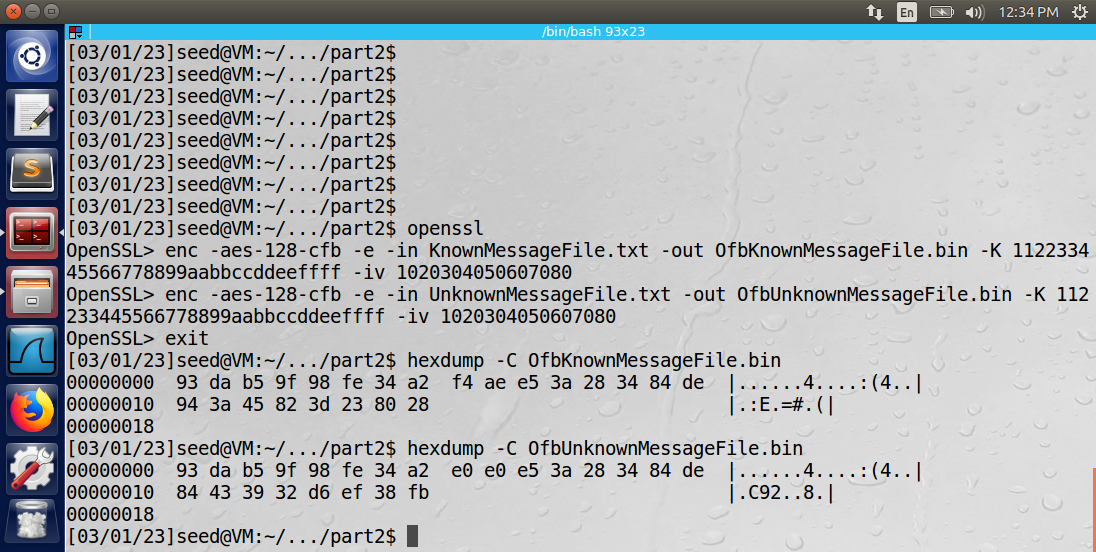 En 12:34 PM
/bin/bash 93x23
[03/01/23]seed@VM:~/.../part2$
[03/01/23]seed@VM:~/.../part2$
[03/01/23]seed@VM:~/.../part2$
[03/01/23]seed@VM:~/.../part2$
[03/01/23]seed@VM:~/.../part2$
[03/01/23]seed@VM:~/.../part2$
[03/01/23]seed@VM:~/.../part2$
[03/01/23]seed@VM:~/.../part2$
[03/01/23]seed@VM:~/.../part2$ openssl
OpenSSL> enc -aes-128-cfb -e -in KnownMessageFile.txt -out OfbKnownMessageFile.bin -K 1122334
45566778899aabbccddeeffff -iv 1020304050607080
OpenSSL> enc -aes-128-cfb -e -in UnknownMessageFile.txt -out OfbUnknownMessageFile.bin -K 112
233445566778899aabbccddeeffff -iv 1020304050607080
OpenSSL> exit
[03/01/23]seed@VM:~/.../part2$ hexdump -C OfbKnownMessageFile.bin
00000000  93 da b5 9f 98 fe 34 a2  f4 ae e5 3a 28 34 84 de  |......4....:(4..|
00000010  94 3a 45 82 3d 23 80 28                           |.:E.=#.(|
00000018
[03/01/23]seed@VM:~/.../part2$ hexdump -C OfbUnknownMessageFile.bin
00000000  93 da b5 9f 98 fe 34 a2  e0 e0 e5 3a 28 34 84 de  |......4....:(4..|
00000010  84 43 39 32 d6 ef 38 fb                           |.C92..8.|
00000018
[03/01/23]seed@VM:~/.../part2$